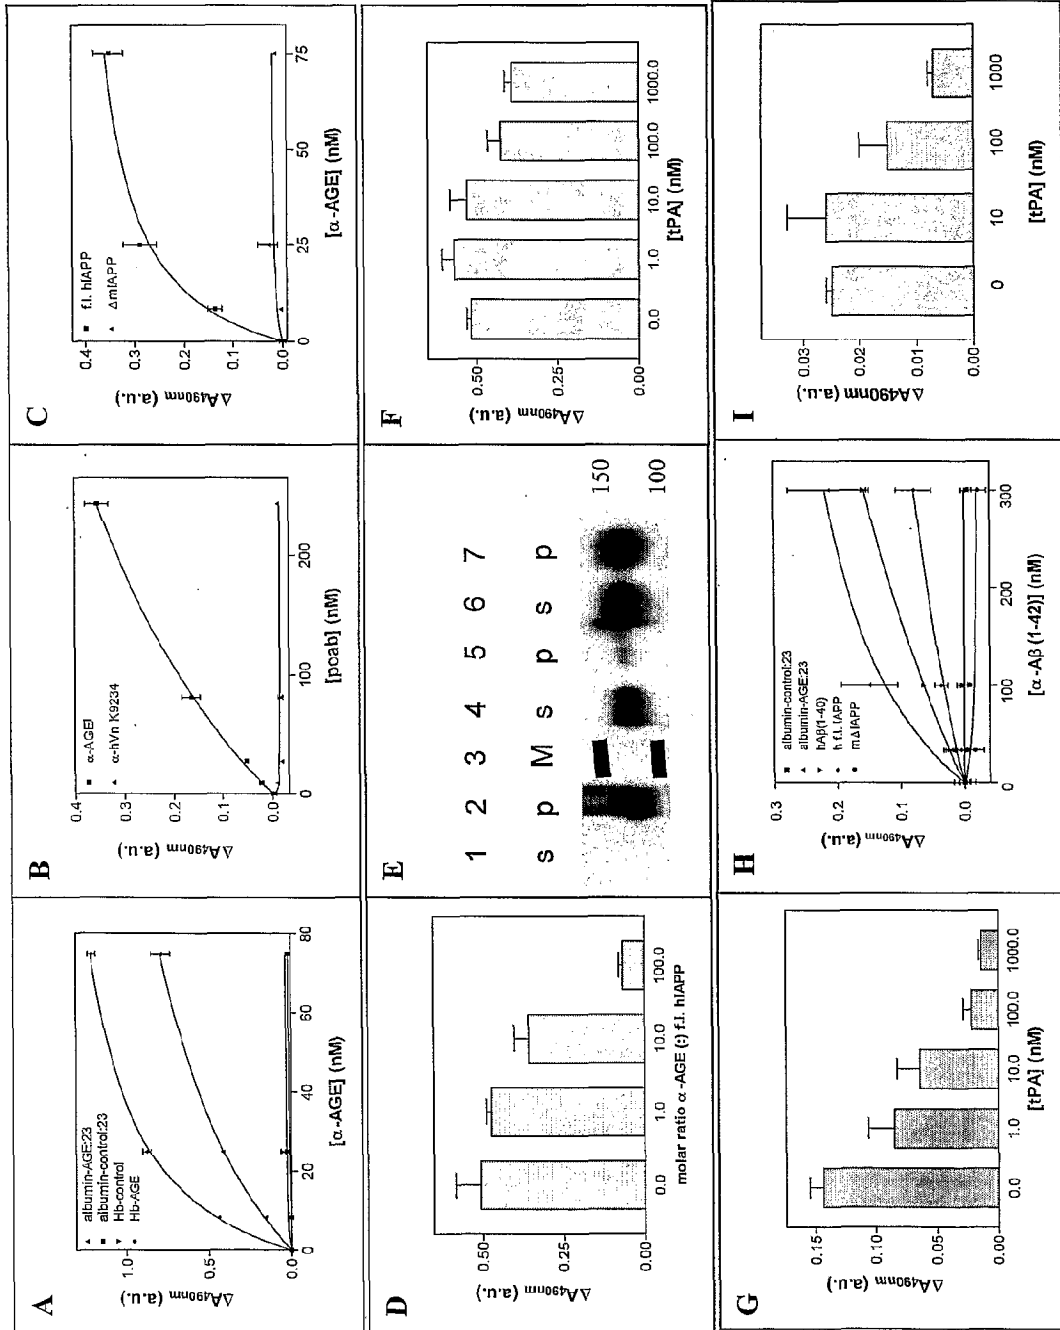 A
ΔA490nm (a.u.)
1.0
0.5
0.0
albumin-AGE:23
albumin-control:23
Hb-control
Hb-AGE
0
20
40
60
80
[α-AGE] (nM)
B
ΔA490nm (a.u.)
0.4
0.3
0.2
0.1
0.0
α-AGE
α-hVn K9234
0
100
200
[pcab] (nM)
C
ΔA490nm (a.u.)
0.4
0.3
0.2
0.1
0.0
f.l. hIAPP
ΔmIAPP
0
25
50
75
[α-AGE] (nM)
D
ΔA490nm (a.u.)
0.50
0.25
0.00
0.0
1.0
10.0
100.0
molar ratio α-AGE (:) f.l. hIAPP
E
1 2 3 4 5 6 7
s p M s p s p
150
100
F
ΔA490nm (a.u.)
0.50
0.25
0.00
0.0
1.0
10.0
100.0
1000.0
[tPA] (nM)
G
ΔA490nm (a.u.)
0.15
0.10
0.05
0.00
0.0
1.0
10.0
100.0
1000.0
[tPA] (nM)
H
ΔA490nm (a.u.)
0.3
0.2
0.1
0.0
albumin-control:23
albumin-AGE:23
hAβ(1-40)
h f.l. IAPP
mΔIAPP
0
100
200
300
[α-Aβ (1-42)] (nM)
I
ΔA490nm (a.u.)
0.03
0.02
0.01
0.00
0
10
100
1000
[tPA] (nM)